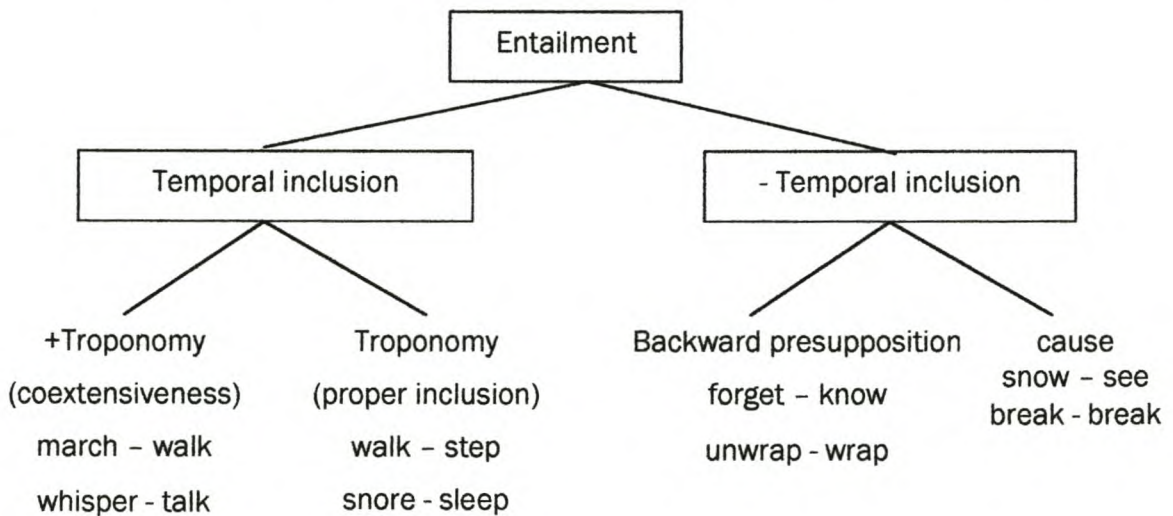 Entailment
Temporal inclusion
- Temporal inclusion
+Troponomy
(coextensiveness)
march – walk
whisper - talk
Troponomy
(proper inclusion)
walk – step
snore - sleep
Backward presupposition
forget – know
unwrap - wrap
cause
snow – see
break - break